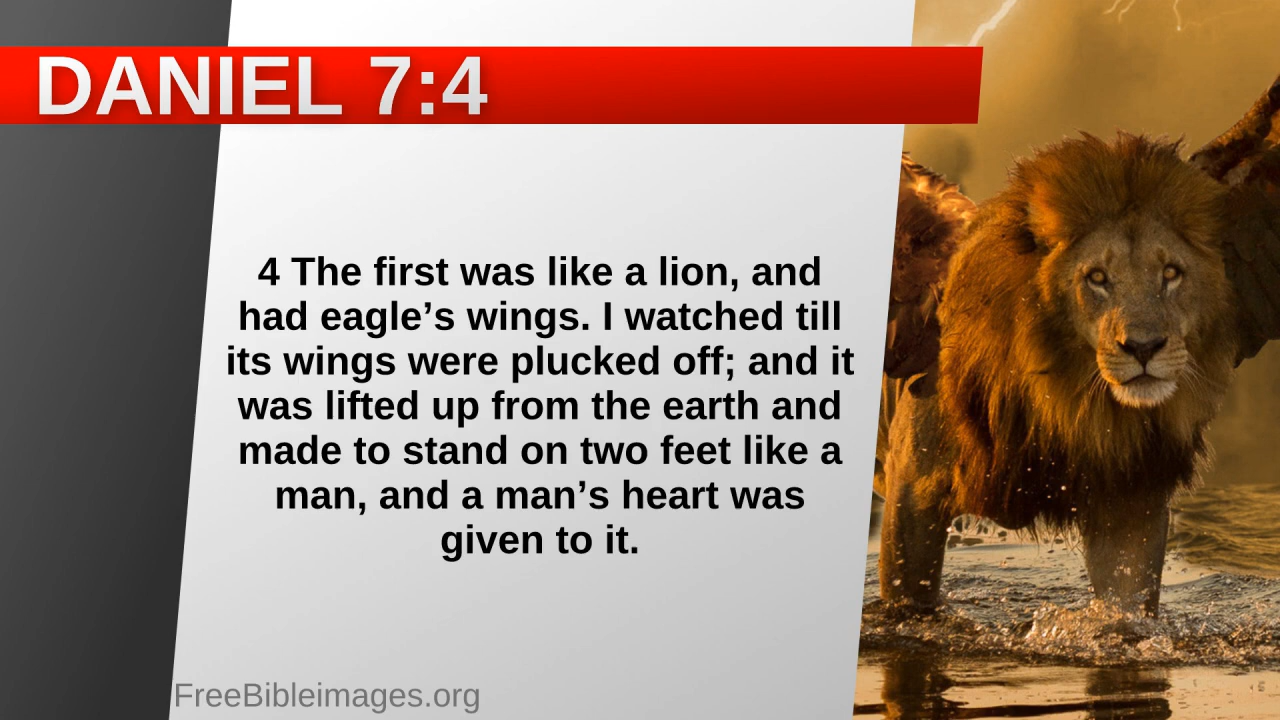 DANIEL 7:4
4 The first was like a lion, and
had eagle’s wings. I watched till
its wings were plucked off; and it
was lifted up from the earth and
made to stand on two feet like a
man, and a man’s heart was
given to it.
FreeBibleimages.org